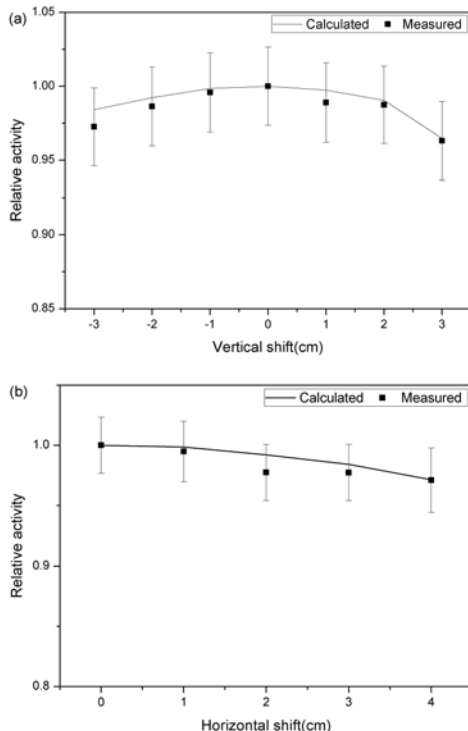 (a)
Calculated Measured
1.05
1.00
0.95
0.90
0.85
Relative activity
-3 -2 -1 0 1 2 3
Vertical shift(cm)
(b)
Calculated Measured
1.0
0.9
0.8
Relative activity
0 1 2 3 4
Horizontal shift(cm)